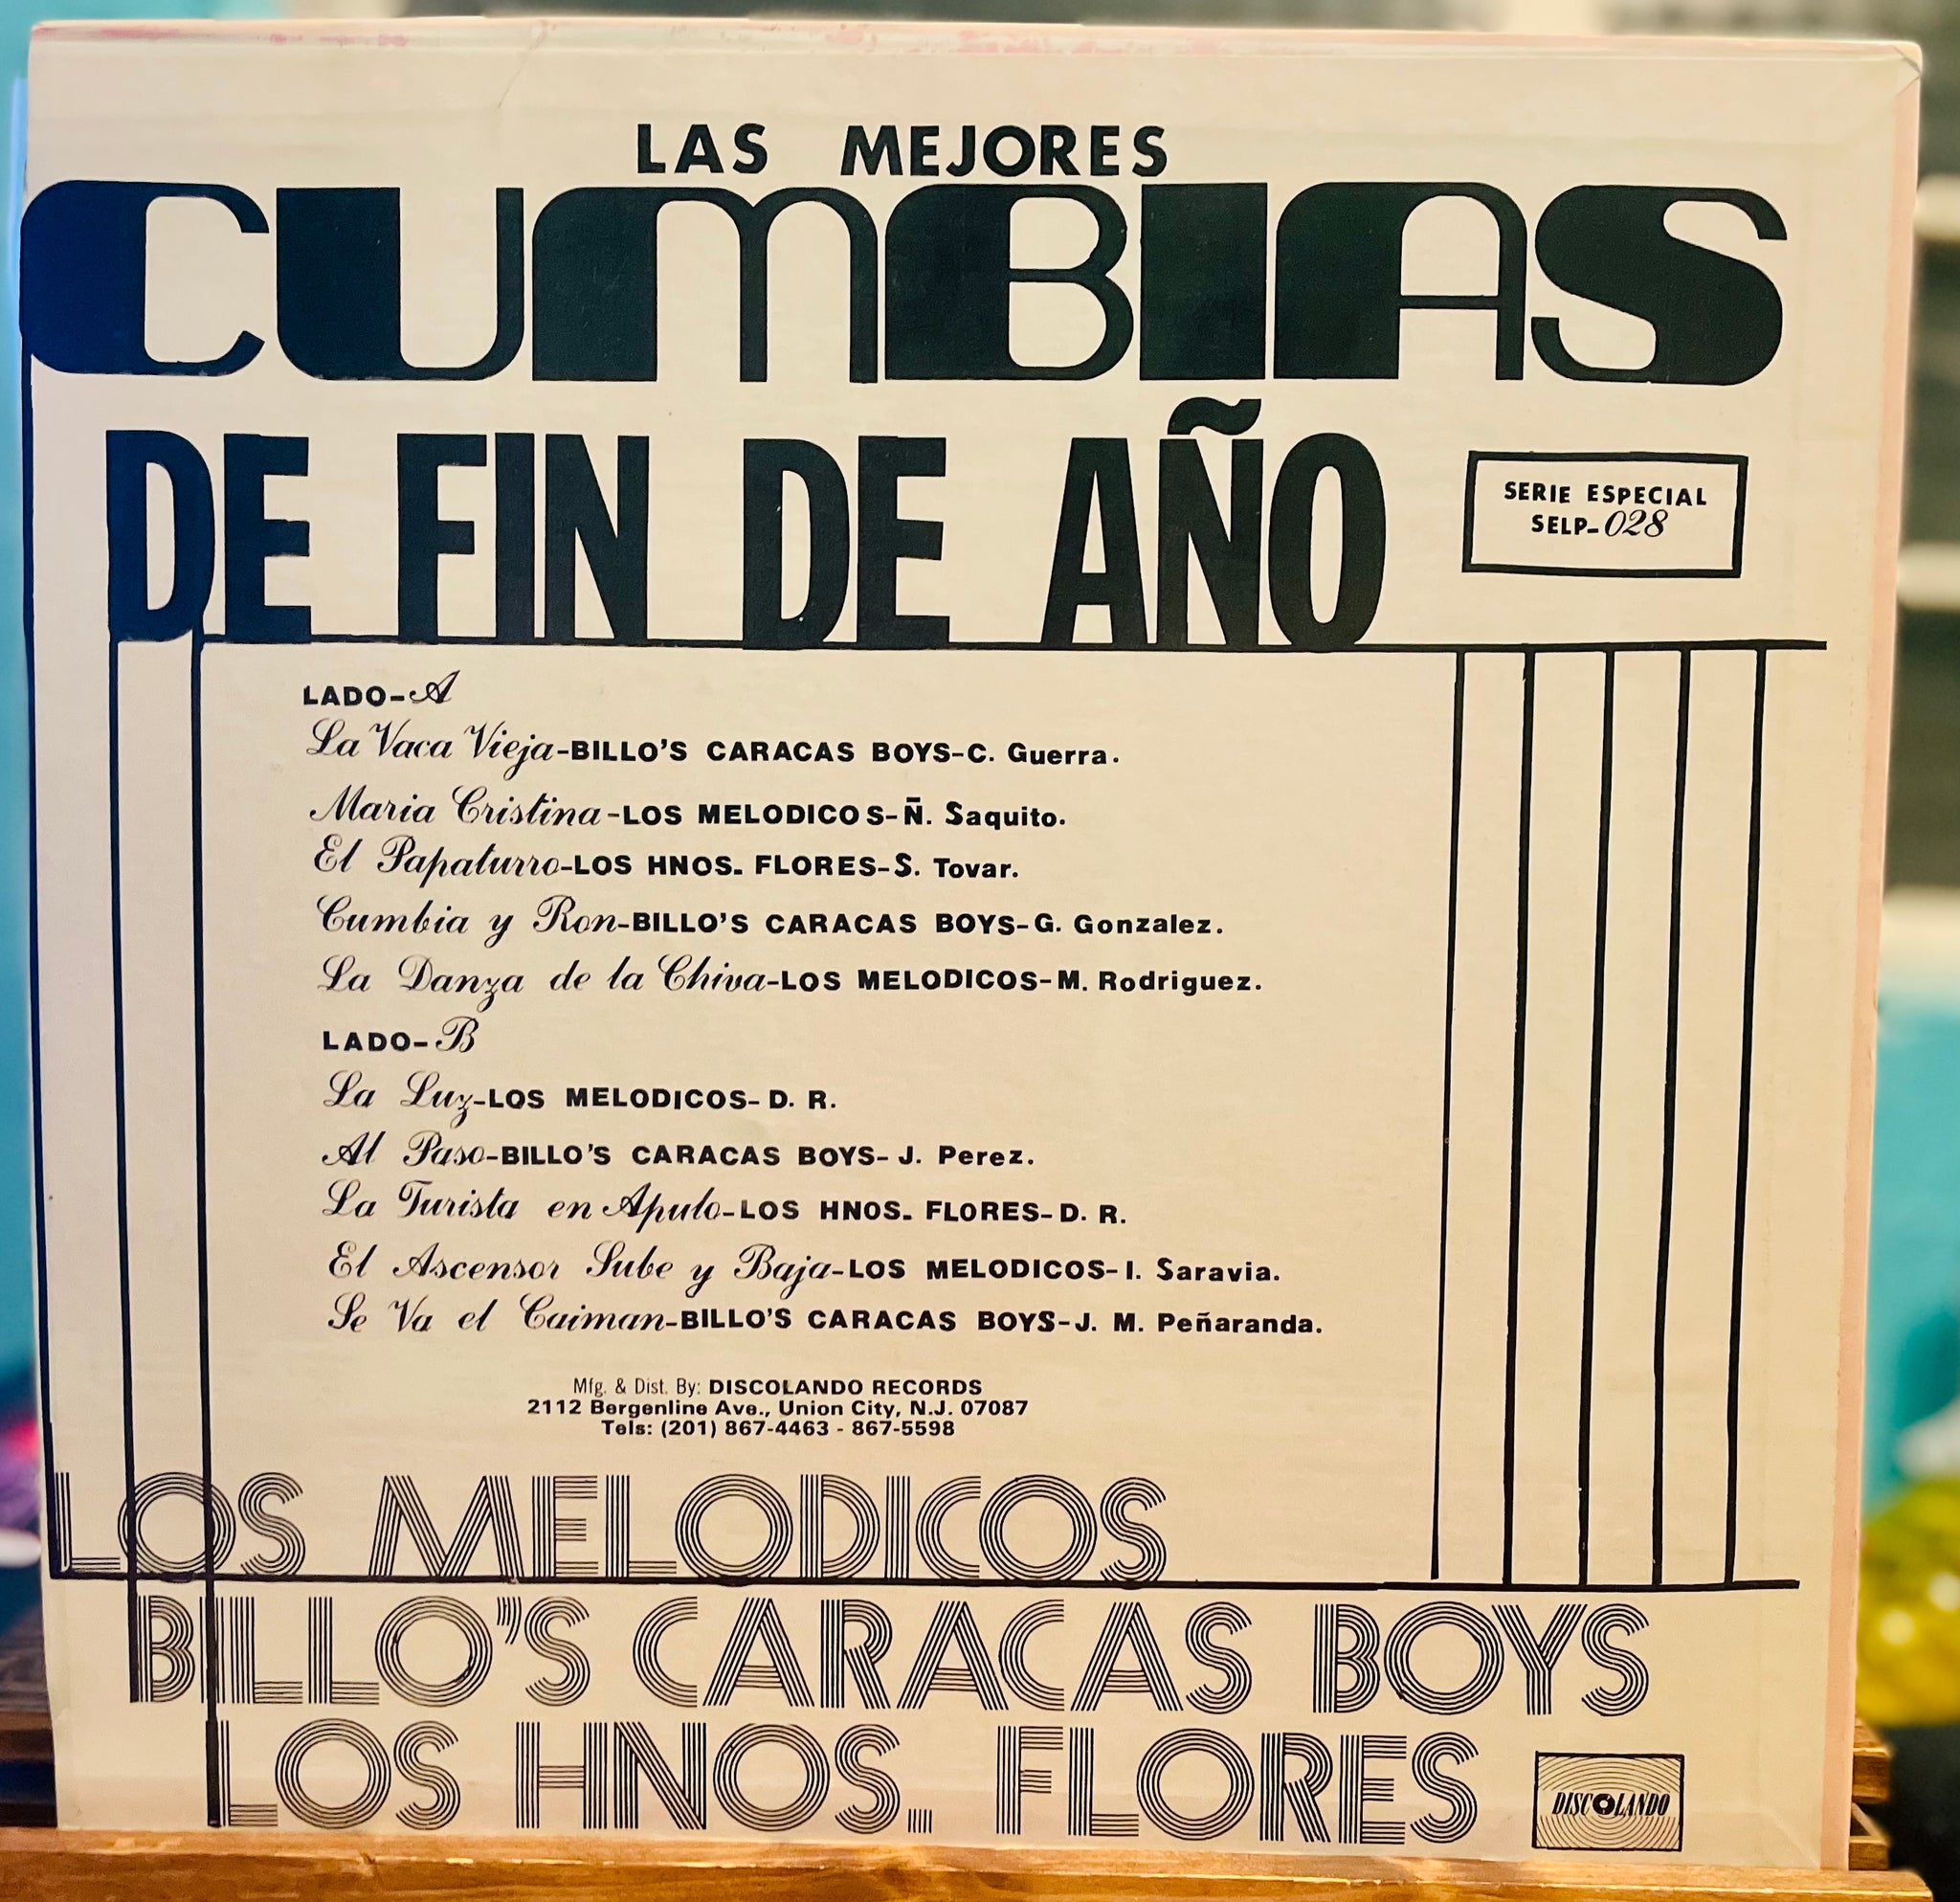 LAS MEJORES
CUMBIAS
DE FIN DE AÑO
SERIE ESPECIAL
SELP-028
LADO-A
La Vaca Vieja-BILLO'S CARACAS BOYS-C. Guerra.
Maria Cristina-LOS MELODICOS-Ñ. Saquito.
El Papaturro-LOS HNOS. FLORES-S. Tovar.
Cumbia y Ron-BILLO'S CARACAS BOYS-G. Gonzalez.
La Danza de la Chiva-LOS MELODICOS-M. Rodriguez.
LADO-B
La Luz-LOS MELODICOS-D. R.
Al Paso-BILLO'S CARACAS BOYS-J. Perez.
La Turista en Apulo-LOS HNOS. FLORES-D. R.
El Ascensor Sube y Baja-LOS MELODICOS-I. Saravia.
Se Va el Caiman-BILLO'S CARACAS BOYS-J. M. Peñaranda.
Mfg. & Dist. By: DISCOLANDO RECORDS
2112 Bergenline Ave., Union City, N.J. 07087
Tels: (201) 867-4463 - 867-5598
LOS MELODICOS
BILLO'S CARACAS BOYS
LOS HNOS. FLORES
DISCOLANDO